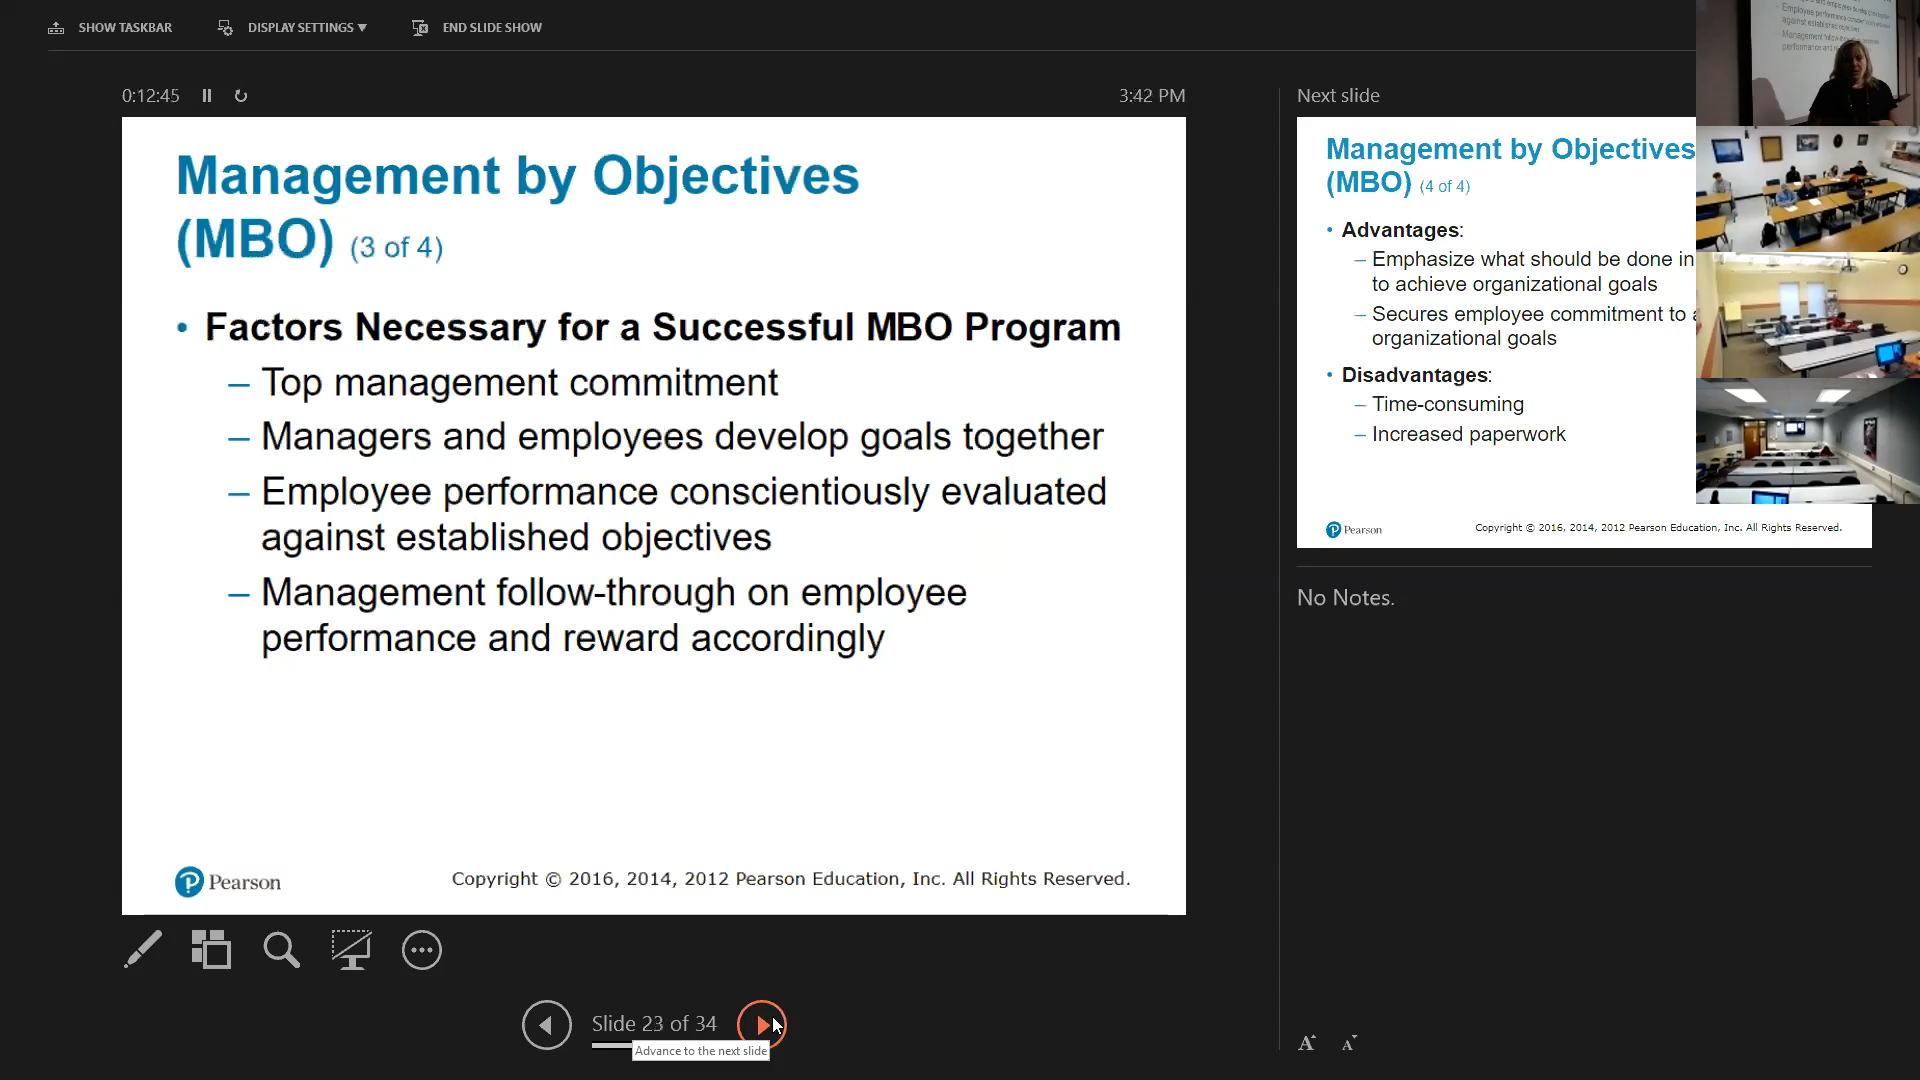 SHOW TASKBAR
DISPLAY SETTINGS ▼
END SLIDE SHOW
0:12:45
3:42 PM
Management by Objectives
(MBO) (3 of 4)
• Factors Necessary for a Successful MBO Program
– Top management commitment
– Managers and employees develop goals together
– Employee performance conscientiously evaluated
against established objectives
– Management follow-through on employee
performance and reward accordingly
Pearson
Copyright © 2016, 2014, 2012 Pearson Education, Inc. All Rights Reserved.
Slide 23 of 34
Advance to the next slide
Next slide
Management by Objectives
(MBO) (4 of 4)
• Advantages:
– Emphasize what should be done in
to achieve organizational goals
– Secures employee commitment to
organizational goals
• Disadvantages:
– Time-consuming
– Increased paperwork
Pearson
Copyright © 2016, 2014, 2012 Pearson Education, Inc. All Rights Reserved.
No Notes.
A A